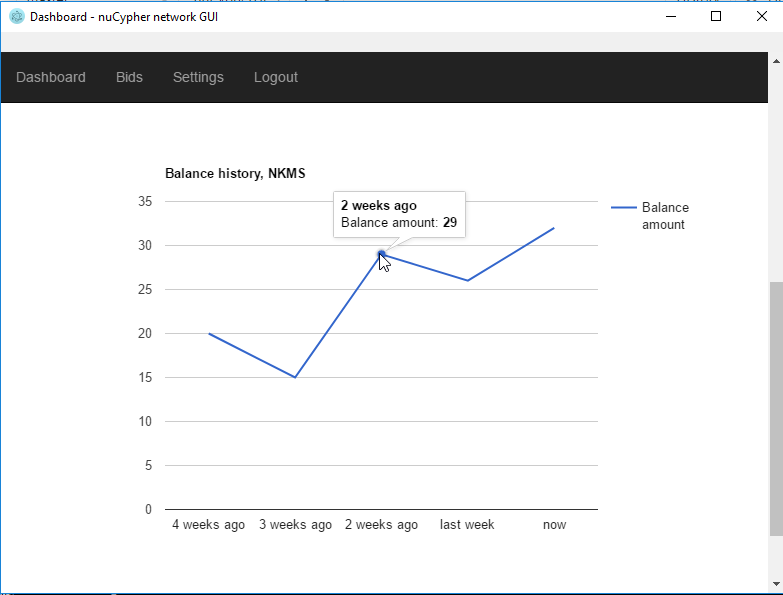 Dashboard - nuCypher network GUI
Dashboard Bids Settings Logout
Balance history, NKMS
35
30
25
20
15
10
5
0
2 weeks ago
Balance amount: 29
Balance
amount
4 weeks ago 3 weeks ago 2 weeks ago last week now